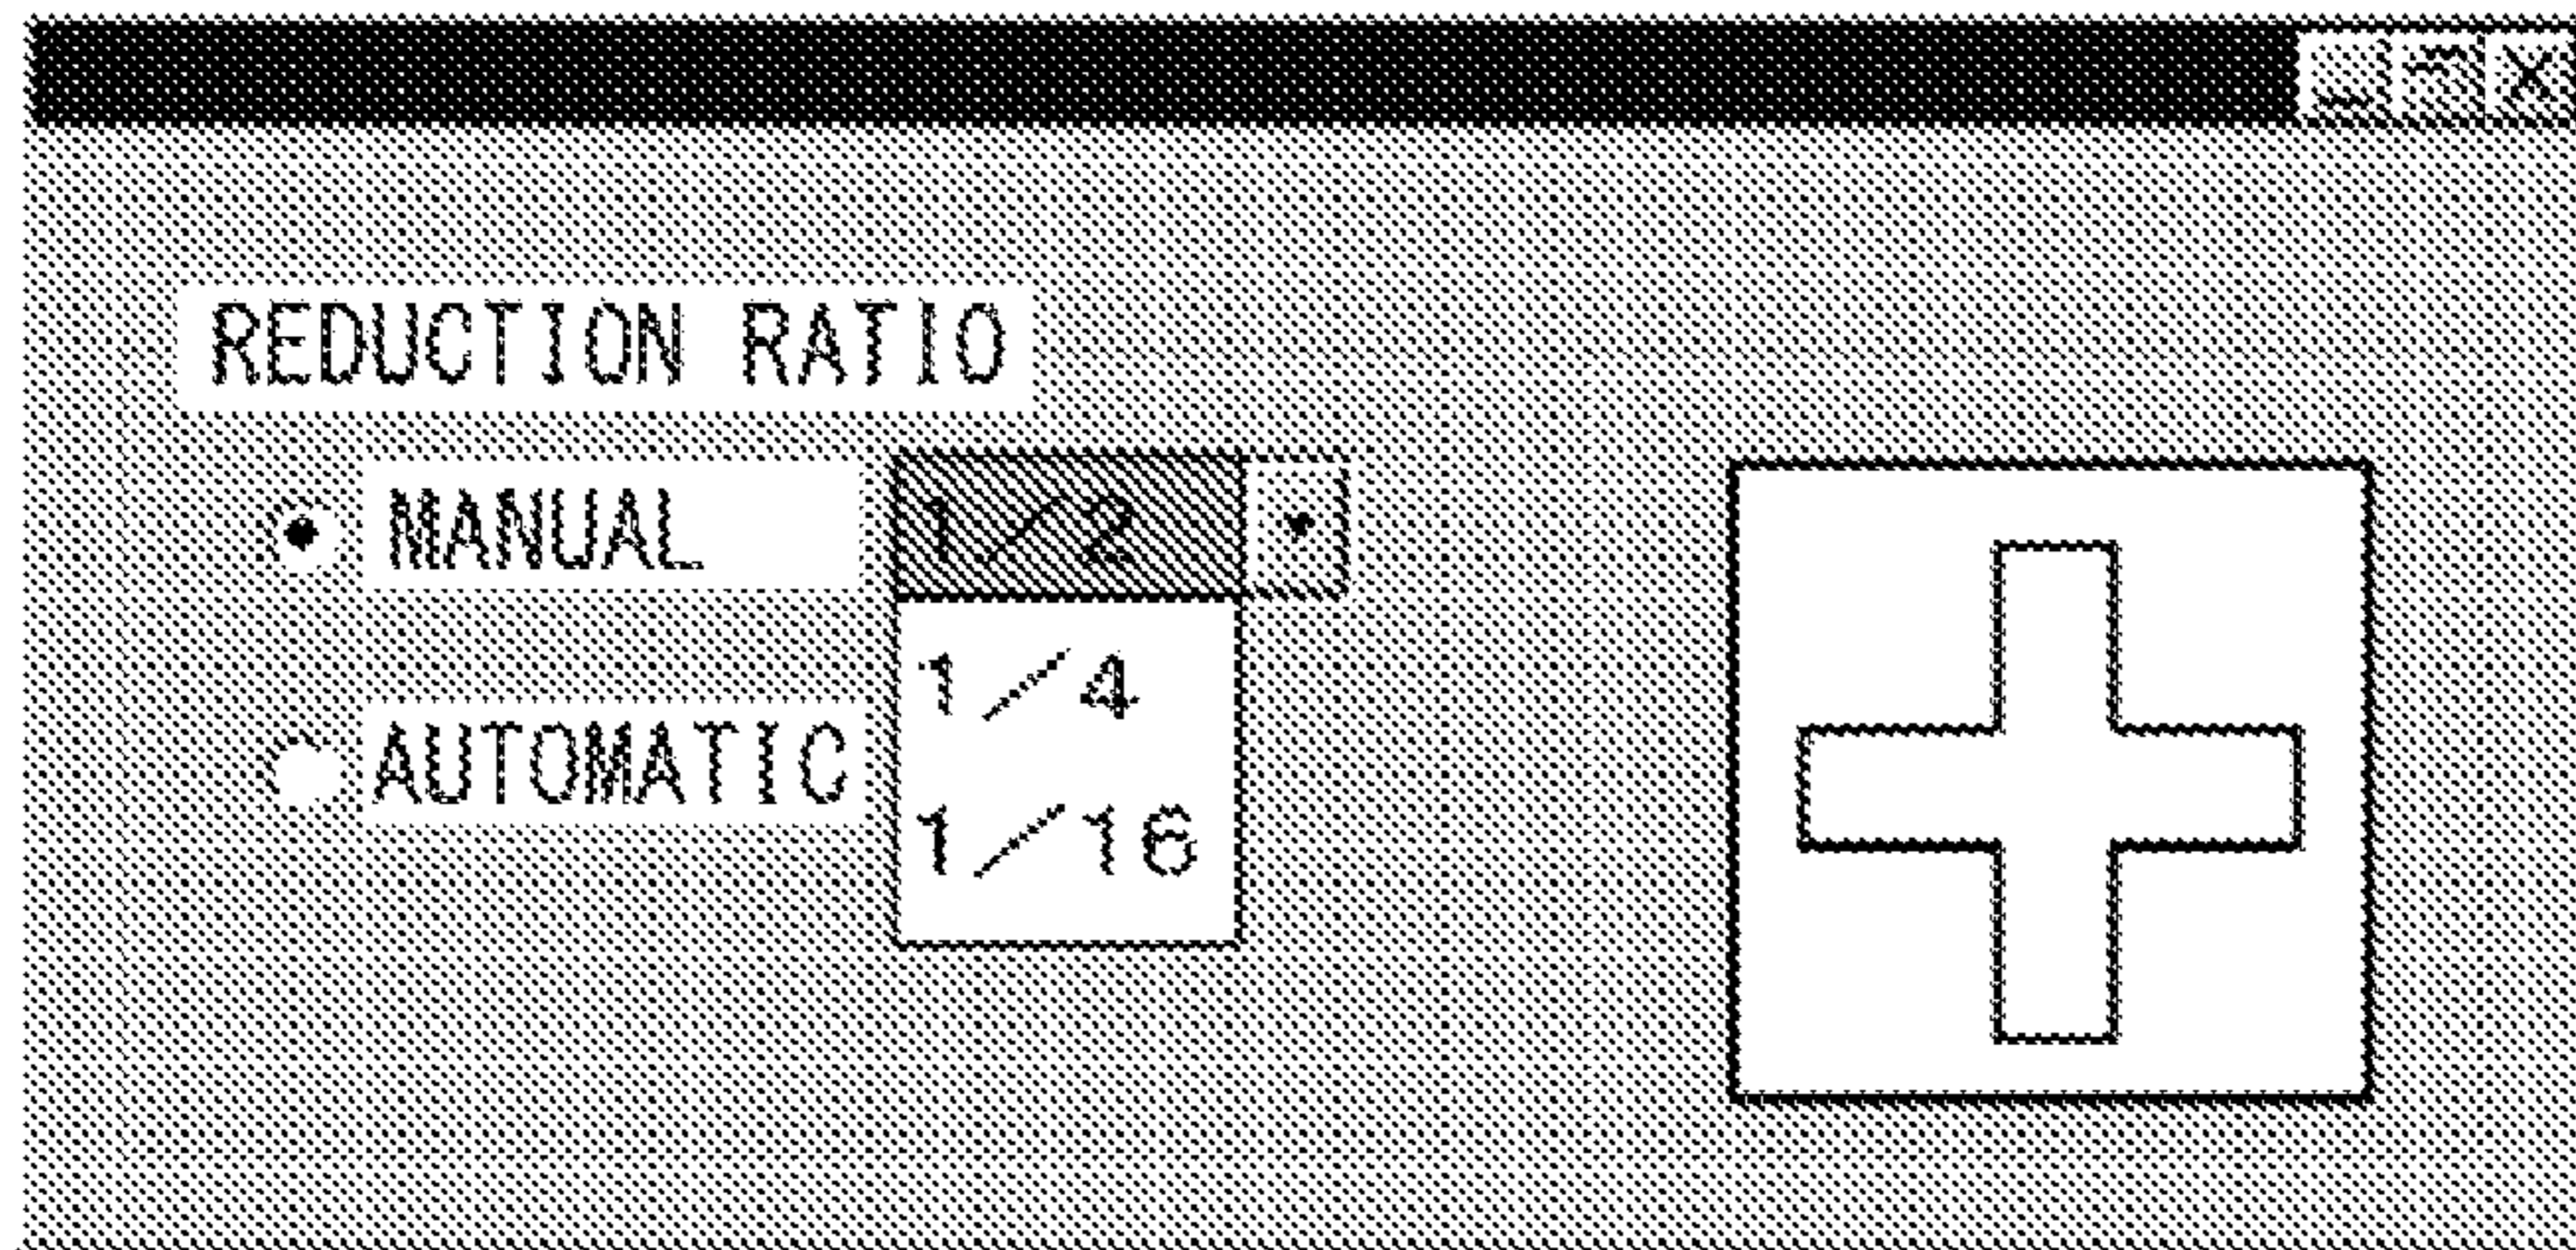 REDUCTION RATIO
MANUAL 1/2
1/4
AUTOMATIC
1/16